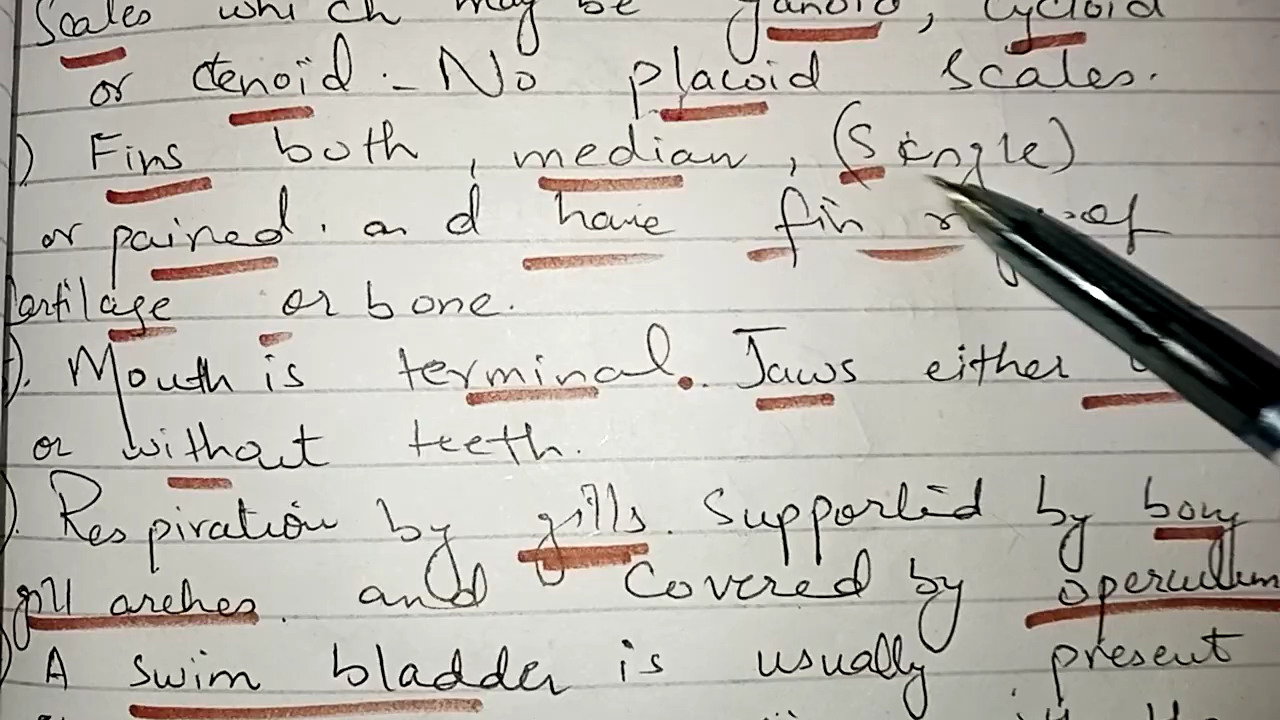 Scales which may be ganoid, cycloid
or ctenoid - No placoid scales.
) Fins both, median, (Single)
or paired. and have fin of
Cartilage or bone.
). Mouth is terminal. Jaws either
or without teeth.
). Respiration by gills. Supported by bony
gill arches. and Covered by operculum
) A swim bladder is usually present